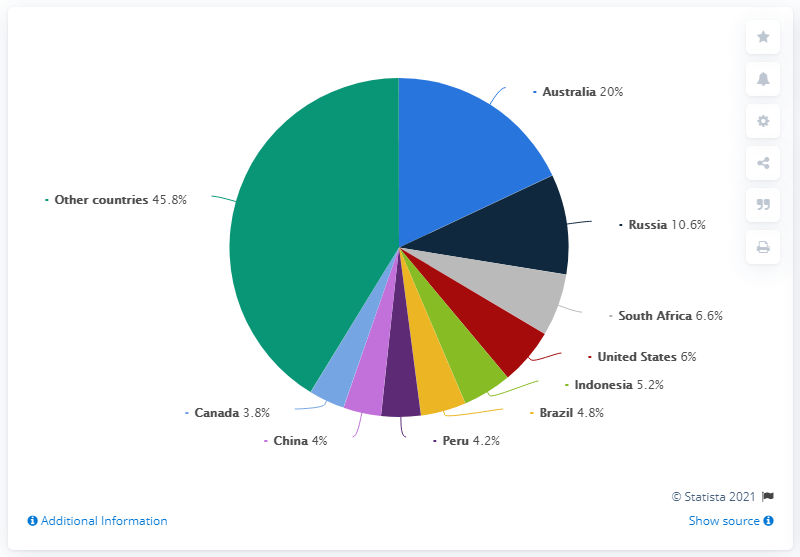 Australia 20%
Russia 10.6%
South Africa 6.6%
United States 6%
Indonesia 5.2%
Brazil 4.8%
Peru 4.2%
China 4%
Canada 3.8%
Other countries 45.8%
© Statista 2021
Additional Information
Show source